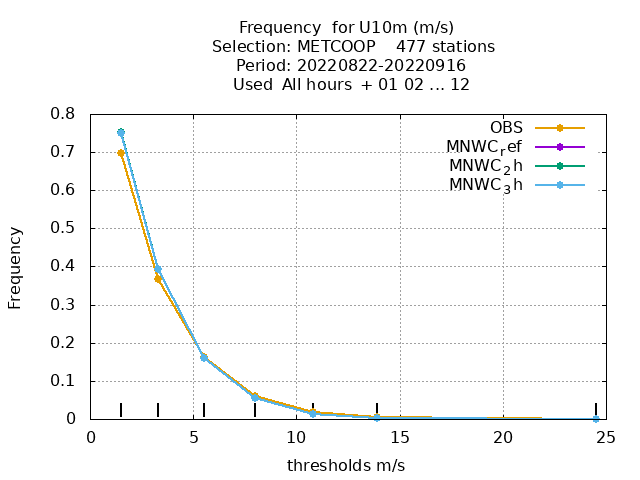 Frequency  for U10m (m/s)
Selection: METCOOP    477 stations
Period: 20220822-20220916
Used  All hours  + 01 02 ... 12
OBS
MNWC_ref
MNWC_2h
MNWC_3h
Frequency
0.8
0.7
0.6
0.5
0.4
0.3
0.2
0.1
0
0 5 10 15 20 25
thresholds m/s